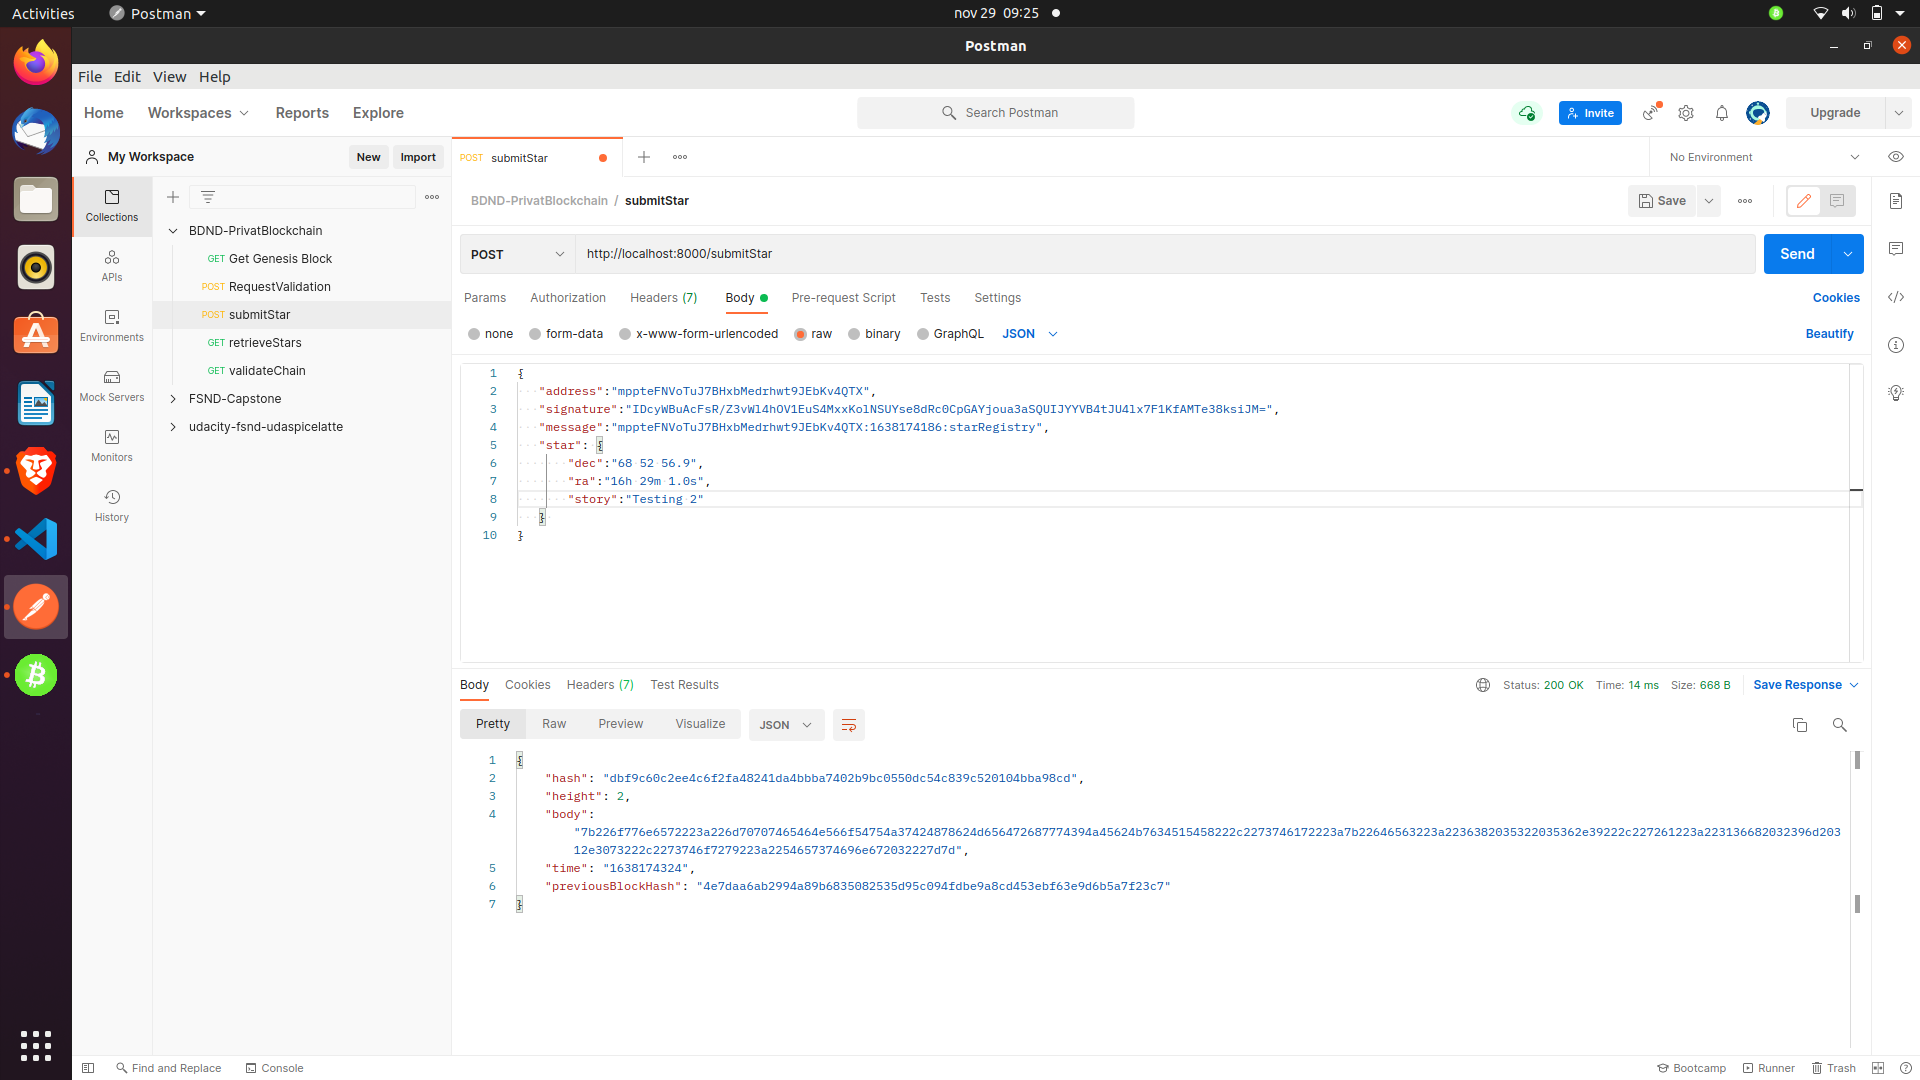 Activities
Postman
nov 29 09:25
Postman
File Edit View Help
Home Workspaces Reports Explore
Search Postman
Invite
Upgrade
My Workspace
New
Import
POST submitStar
No Environment
Collections
APIs
Environments
Mock Servers
Monitors
History
BDND-PrivatBlockchain
GET Get Genesis Block
POST RequestValidation
POST submitStar
GET retrieveStars
GET validateChain
FSND-Capstone
udacity-fsnd-udaspicelatte
BDND-PrivatBlockchain / submitStar
Save
POST
http://localhost:8000/submitStar
Send
Params Authorization Headers (7) Body Pre-request Script Tests Settings
Cookies
none form-data x-www-form-urlencoded raw binary GraphQL JSON
Beautify
1 {
2 "address":"mppteFNVoTuJ7BHxbMedrhwt9JEbKv4QTX",
3 "signature":"IDcyWBuAcFsR/Z3vWl4hOV1EuS4MxxKolNSUYse8dRc0CpGAYjoua3aSQUIJYYVB4tJU4lx7F1KfAMTe38ksiJM=",
4 "message":"mppteFNVoTuJ7BHxbMedrhwt9JEbKv4QTX:1638174186:starRegistry",
5 "star": {
6 "dec":"68 52 56.9",
7 "ra":"16h 29m 1.0s",
8 "story":"Testing 2"
9 }
10 }
Body Cookies Headers (7) Test Results
Status: 200 OK Time: 14 ms Size: 668 B
Save Response
Pretty Raw Preview Visualize JSON
1 {
2 "hash": "dbf9c60c2ee4c6f2fa48241da4bbba7402b9bc0550dc54c839c520104bba98cd",
3 "height": 2,
4 "body":
"7b226f776e6572223a226d70707465464e566f54754a37424878624d656472687774394a45624b7634515458222c2273746172223a7b22646563223a2236382035322035362e39222c227261223a223136682032396d203
12e3073222c2273746f7279223a2254657374696e672032227d7d",
5 "time": "1638174324",
6 "previousBlockHash": "4e7daa6ab2994a89b6835082535d95c094fdbe9a8cd453ebf63e9d6b5a7f23c7"
7 }
Find and Replace
Console
Bootcamp
Runner
Trash